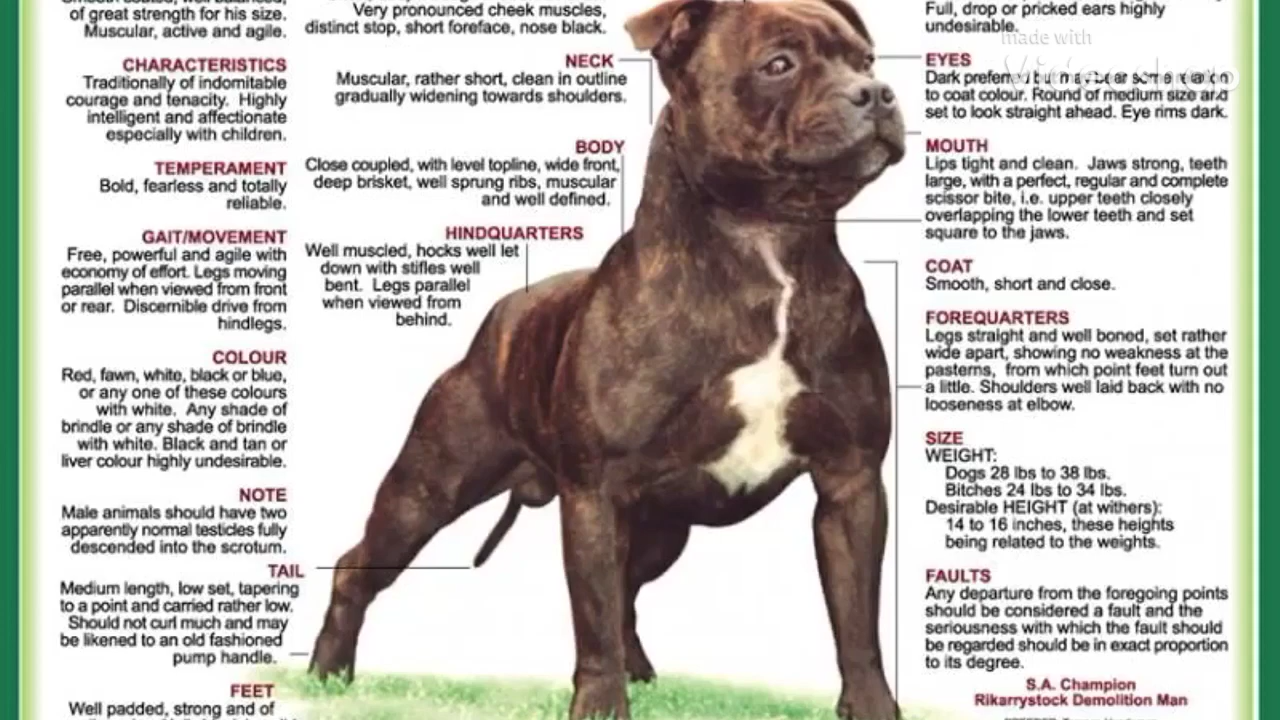 Smooth coated, well balanced,
of great strength for his size.
Muscular, active and agile.
CHARACTERISTICS
Traditionally of indomitable
courage and tenacity. Highly
intelligent and affectionate
especially with children.
TEMPERAMENT
Bold, fearless and totally
reliable.
GAIT/MOVEMENT
Free, powerful and agile with
economy of effort. Legs moving
parallel when viewed from front
or rear. Discernible drive from
hindlegs.
COLOUR
Red, fawn, white, black or blue,
or any one of these colours
with white. Any shade of
brindle or any shade of brindle
with white. Black and tan or
liver colour highly undesirable.
NOTE
Male animals should have two
apparently normal testicles fully
descended into the scrotum.
TAIL
Medium length, low set, tapering
to a point and carried rather low.
Should not curl much and may
be likened to an old fashioned
pump handle.
FEET
Well padded, strong and of
Very pronounced cheek muscles,
distinct stop, short foreface, nose black.
NECK
Muscular, rather short, clean in outline
gradually widening towards shoulders.
BODY
Close coupled, with level topline, wide front,
deep brisket, well sprung ribs, muscular
and well defined.
HINDQUARTERS
Well muscled, hocks well let
down with stifles well
bent. Legs parallel
when viewed from
behind.
Full, drop or pricked ears highly
undesirable.
made with
Videoshop
EYES
Dark preferred but may bear some relation
to coat colour. Round of medium size and
set to look straight ahead. Eye rims dark.
MOUTH
Lips tight and clean. Jaws strong, teeth
large, with a perfect, regular and complete
scissor bite, i.e. upper teeth closely
overlapping the lower teeth and set
square to the jaws.
COAT
Smooth, short and close.
FOREQUARTERS
Legs straight and well boned, set rather
wide apart, showing no weakness at the
pasterns, from which point feet turn out
a little. Shoulders well laid back with no
looseness at elbow.
SIZE
WEIGHT:
Dogs 28 lbs to 38 lbs.
Bitches 24 lbs to 34 lbs.
Desirable HEIGHT (at withers):
14 to 16 inches, these heights
being related to the weights.
FAULTS
Any departure from the foregoing points
should be considered a fault and the
seriousness with which the fault should
be regarded should be in exact proportion
to its degree.
S.A. Champion
Rikarrystock Demolition Man